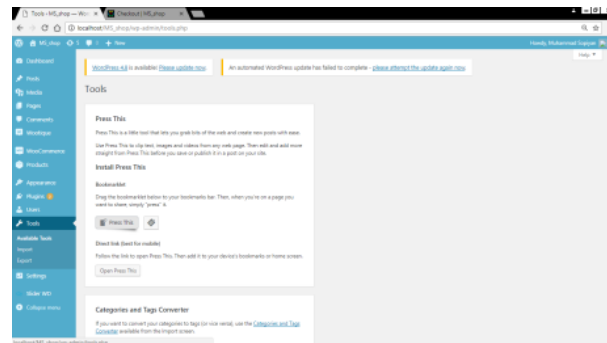 Tools ‹ MS_shop — Wo
Checkout | MS_shop
localhost/MS_shop/wp-admin/tools.php
MS_shop
1
1
+ New
Howdy, Muhammad
Help
Dashboard
WordPress 4.8 is available! Please update now.
An automated WordPress update has failed to complete - please attempt the update again now.
Posts
Media
Tools
Pages
Comments
Press This
Press This is a little tool that lets you grab bits of the web and create new posts with ease.
Use Press This to clip text, images and videos from any web page. Then edit and add more
straight from Press This before you save or publish it in a post on your site.
WooCommerce
Products
Install Press This
Appearance
Bookmarklet
Plugins
Drag the bookmarklet below to your bookmarks bar. Then, when you're on a page you
want to share, simply "press" it.
Users
Tools
Press This
Available Tools
Import
Export
Direct link (best for mobile)
Follow the link to open Press This. Then add it to your device's bookmarks or home screen.
Settings
Open Press This
Slider WD
Collapse menu
Categories and Tags Converter
If you want to convert your categories to tags (or vice versa), use the Categories and Tags
Converter available from the Import screen.